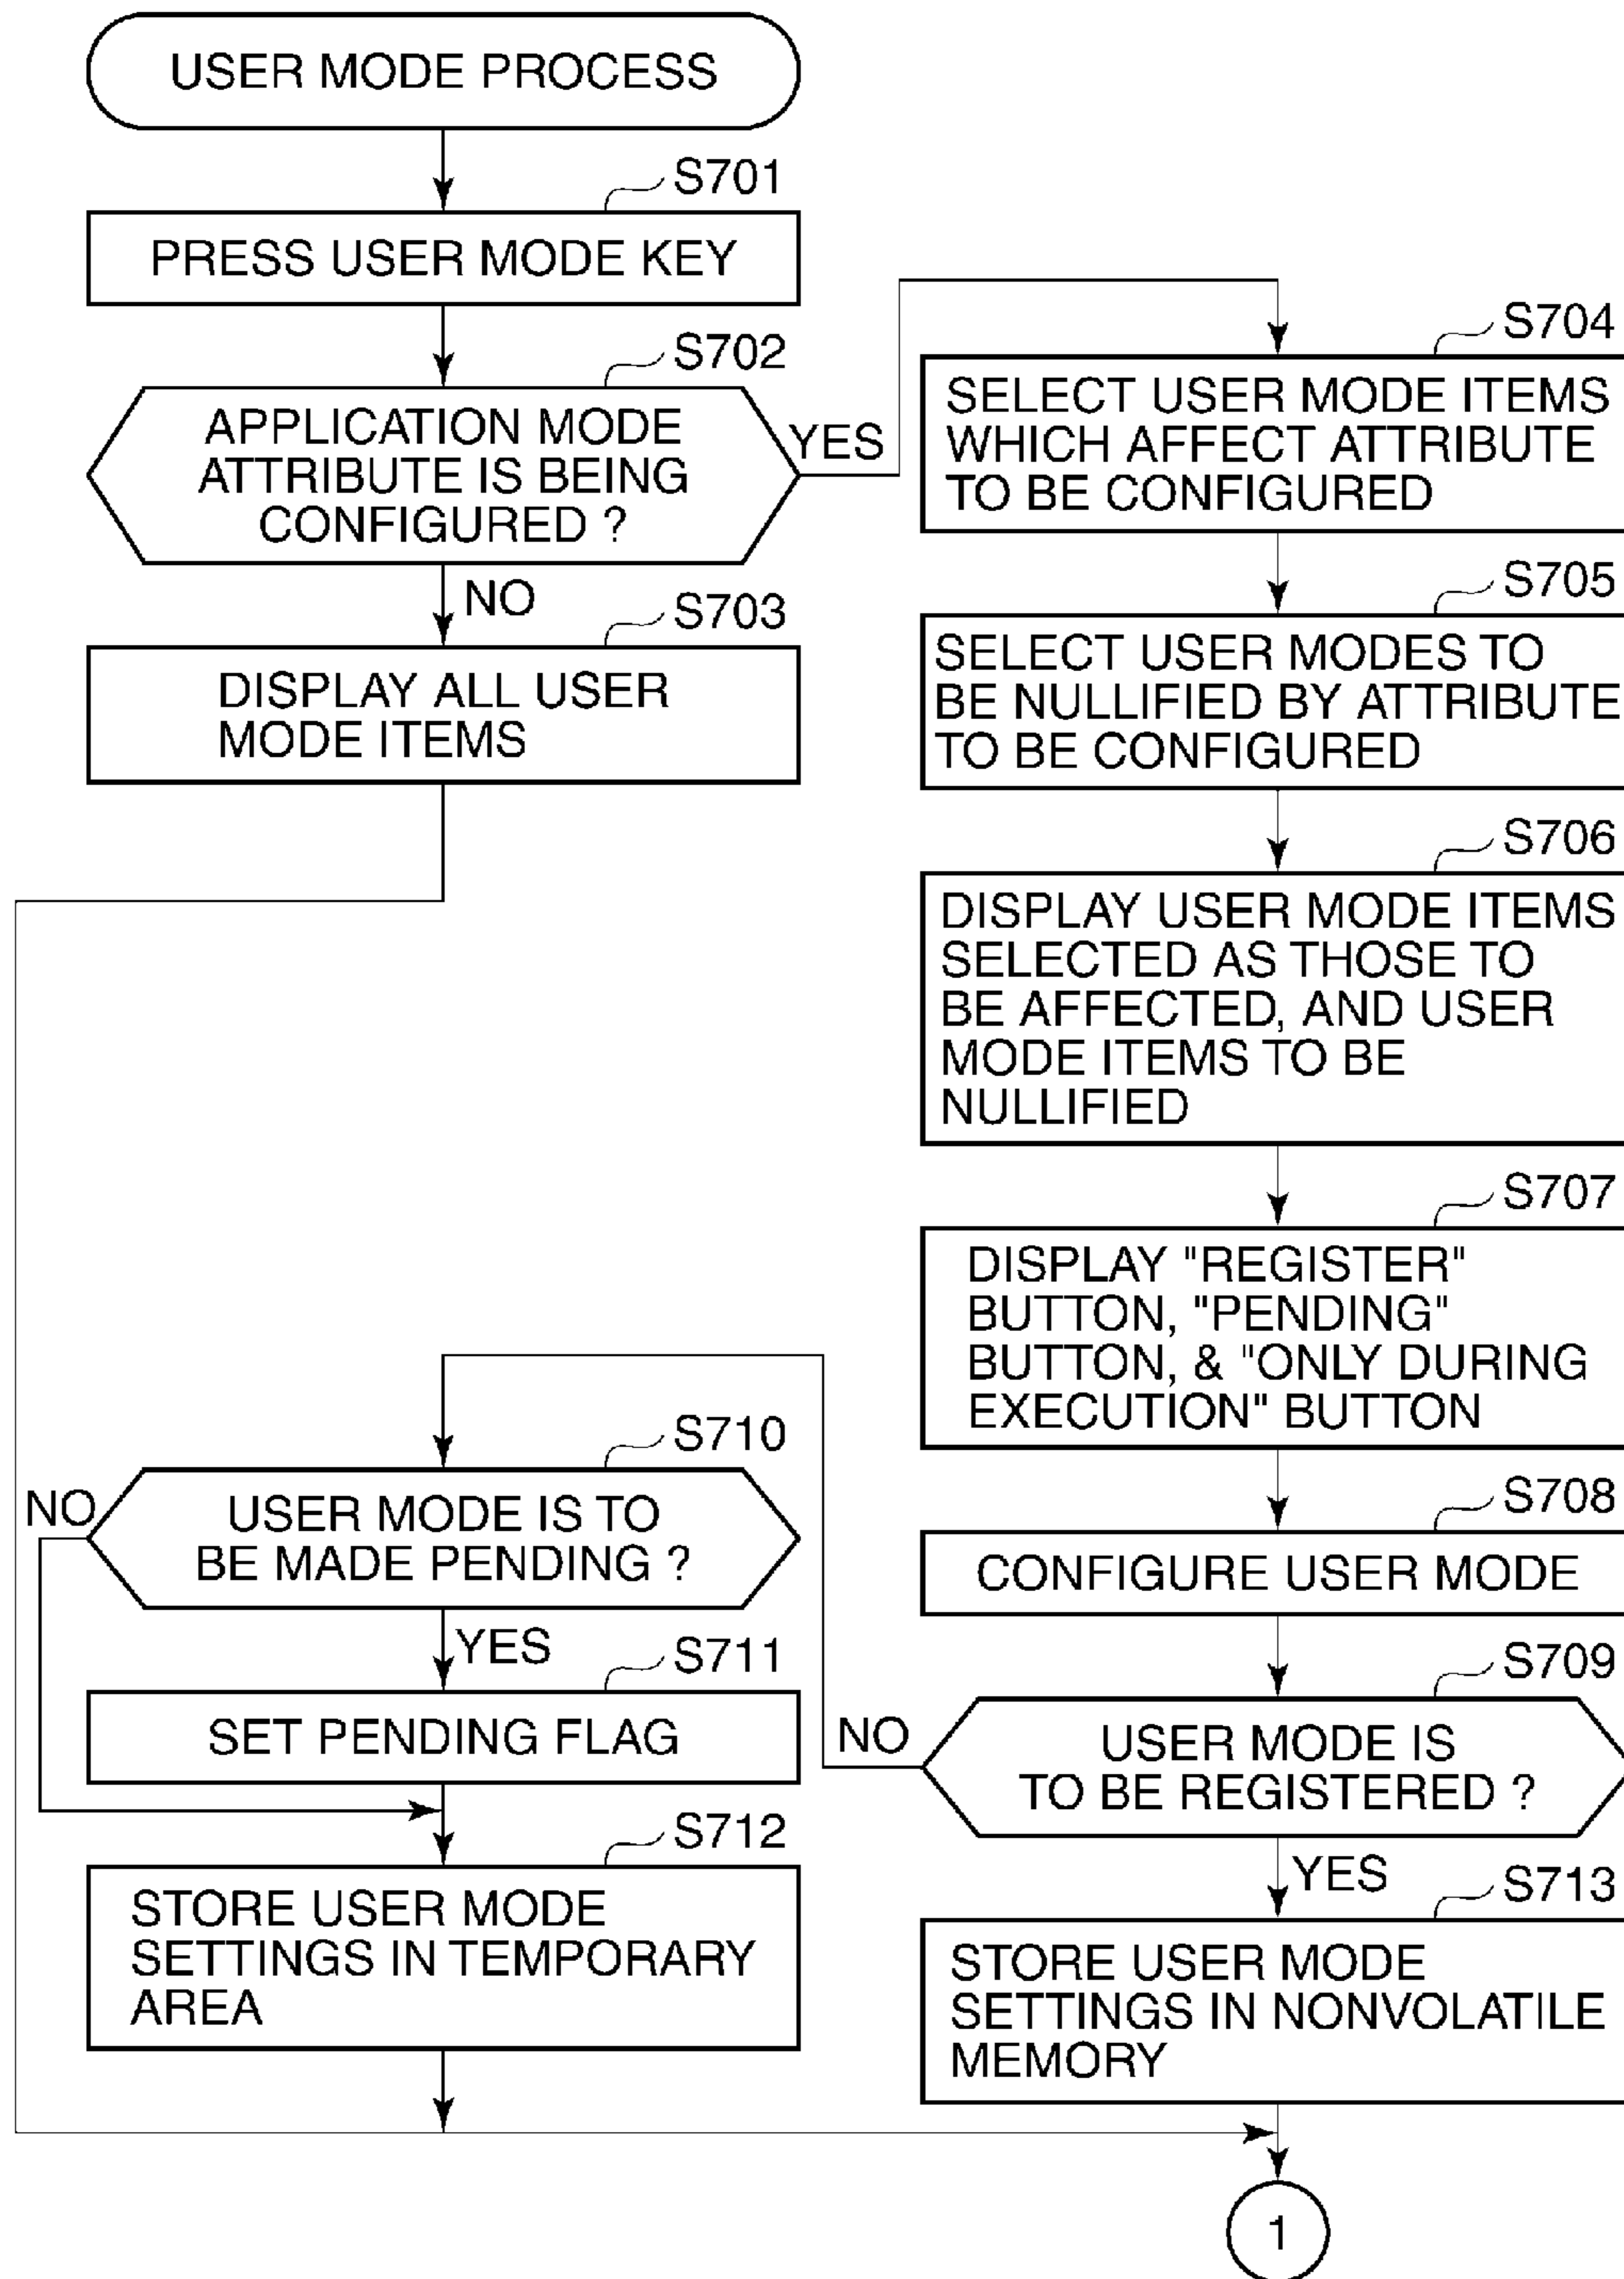 USER MODE PROCESS
S701
PRESS USER MODE KEY
S702
APPLICATION MODE
ATTRIBUTE IS BEING
CONFIGURED ?
YES
NO
S703
DISPLAY ALL USER
MODE ITEMS
S704
SELECT USER MODE ITEMS
WHICH AFFECT ATTRIBUTE
TO BE CONFIGURED
S705
SELECT USER MODES TO
BE NULLIFIED BY ATTRIBUTE
TO BE CONFIGURED
S706
DISPLAY USER MODE ITEMS
SELECTED AS THOSE TO
BE AFFECTED, AND USER
MODE ITEMS TO BE
NULLIFIED
S707
DISPLAY "REGISTER"
BUTTON, "PENDING"
BUTTON, & "ONLY DURING
EXECUTION" BUTTON
S708
CONFIGURE USER MODE
S709
USER MODE IS
TO BE REGISTERED ?
NO
YES
S710
USER MODE IS TO
BE MADE PENDING ?
NO
YES
S711
SET PENDING FLAG
S712
STORE USER MODE
SETTINGS IN TEMPORARY
AREA
S713
STORE USER MODE
SETTINGS IN NONVOLATILE
MEMORY
1